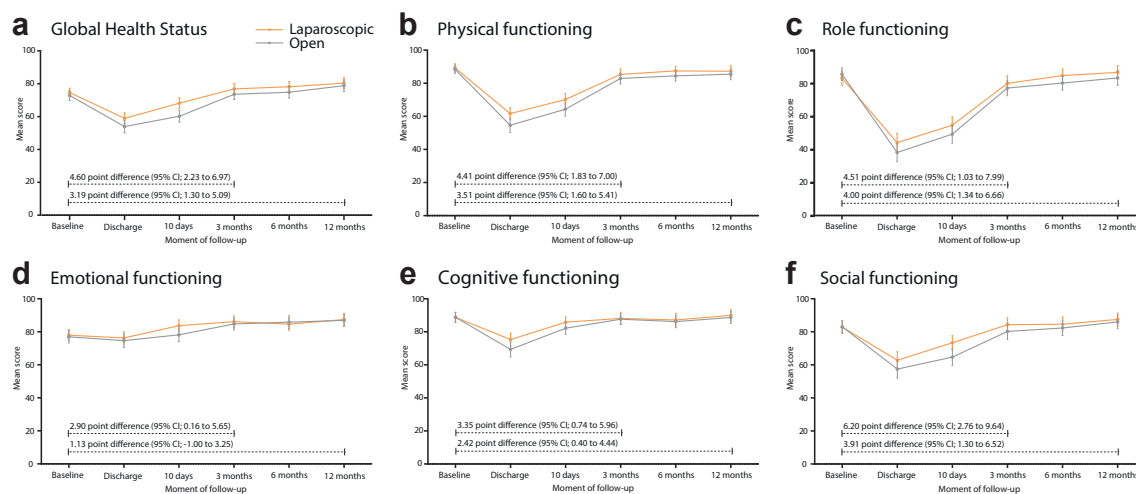 a Global Health Status
Laparoscopic
Open
100
80
60
40
20
0
Mean score
4.60 point difference (95% CI; 2.23 to 6.97)
3.19 point difference (95% CI; 1.30 to 5.09)
Baseline Discharge 10 days 3 months 6 months 12 months
Moment of follow-up
b Physical functioning
100
80
60
40
20
0
Mean score
4.41 point difference (95% CI; 1.83 to 7.00)
3.51 point difference (95% CI; 1.60 to 5.41)
Baseline Discharge 10 days 3 months 6 months 12 months
Moment of follow-up
c Role functioning
100
80
60
40
20
0
Mean score
4.51 point difference (95% CI; 1.03 to 7.99)
4.00 point difference (95% CI; 1.34 to 6.66)
Baseline Discharge 10 days 3 months 6 months 12 months
Moment of follow-up
d Emotional functioning
100
80
60
40
20
0
Mean score
2.90 point difference (95% CI; 0.16 to 5.65)
1.13 point difference (95% CI; -1.00 to 3.25)
Baseline Discharge 10 days 3 months 6 months 12 months
Moment of follow-up
e Cognitive functioning
100
80
60
40
20
0
Mean score
3.35 point difference (95% CI; 0.74 to 5.96)
2.42 point difference (95% CI; 0.40 to 4.44)
Baseline Discharge 10 days 3 months 6 months 12 months
Moment of follow-up
f Social functioning
100
80
60
40
20
0
Mean score
6.20 point difference (95% CI; 2.76 to 9.64)
3.91 point difference (95% CI; 1.30 to 6.52)
Baseline Discharge 10 days 3 months 6 months 12 months
Moment of follow-up